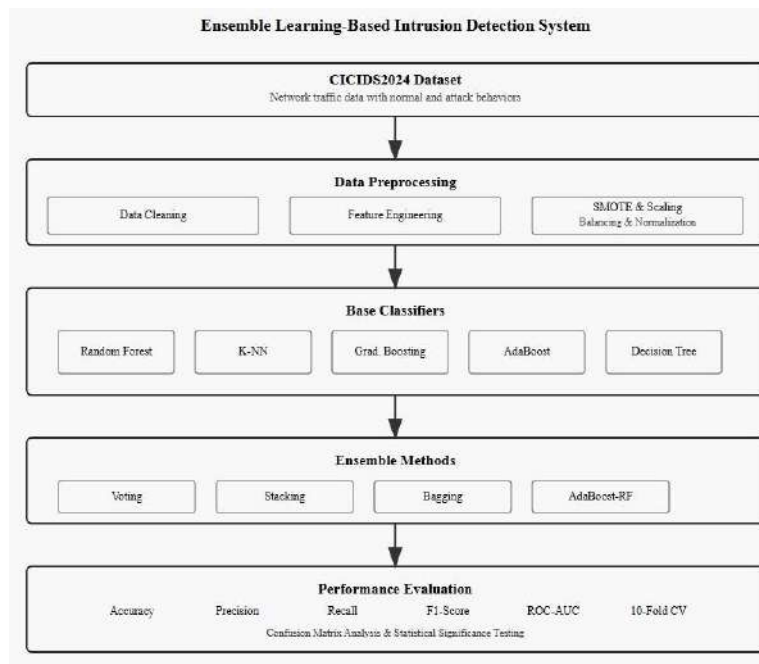 Ensemble Learning-Based Intrusion Detection System
CICIDS2024 Dataset
Network traffic data with normal and attack behaviors
Data Preprocessing
Data Cleaning
Feature Engineering
SMOTE & Scaling
Balancing & Normalization
Base Classifiers
Random Forest
K-NN
Grad. Boosting
AdaBoost
Decision Tree
Ensemble Methods
Voting
Stacking
Bagging
AdaBoost-RF
Performance Evaluation
Accuracy Precision Recall F1-Score ROC-AUC 10-Fold CV
Confusion Matrix Analysis & Statistical Significance Testing